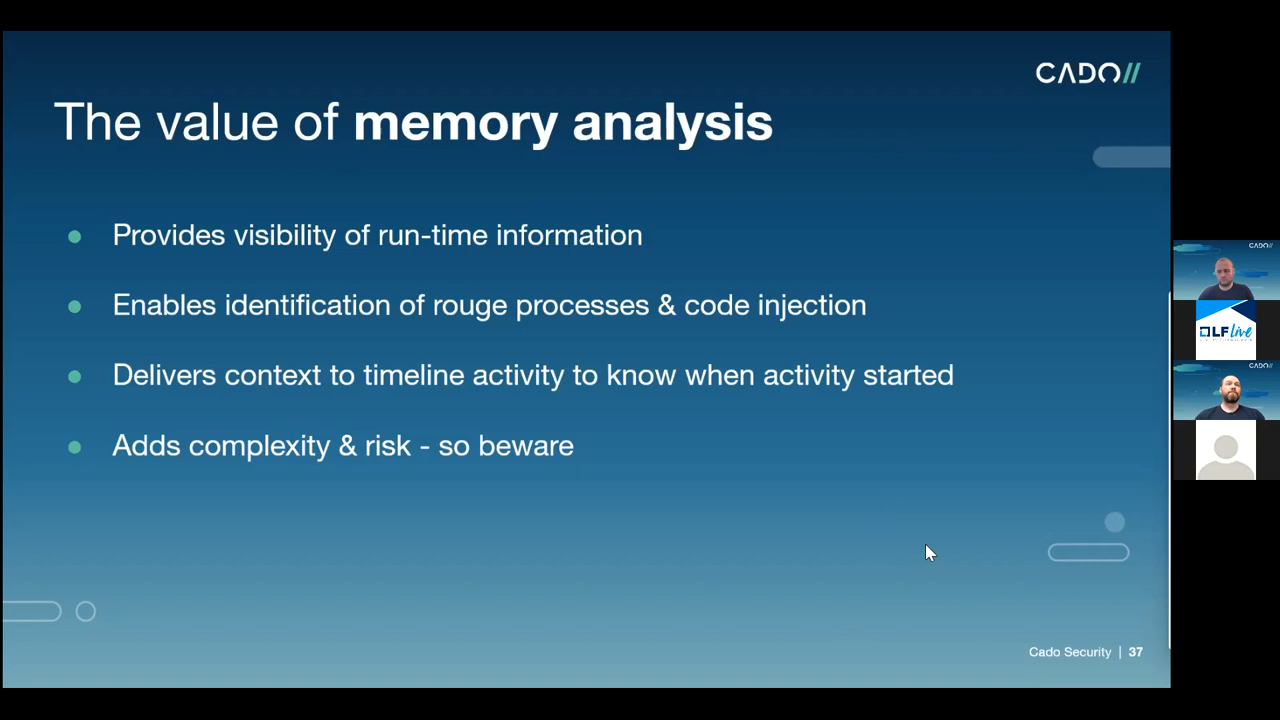 CADO//
The value of memory analysis
Provides visibility of run-time information
Enables identification of rouge processes & code injection
Delivers context to timeline activity to know when activity started
Adds complexity & risk - so beware
Cado Security | 37
CADO//
LF Live
CADO//